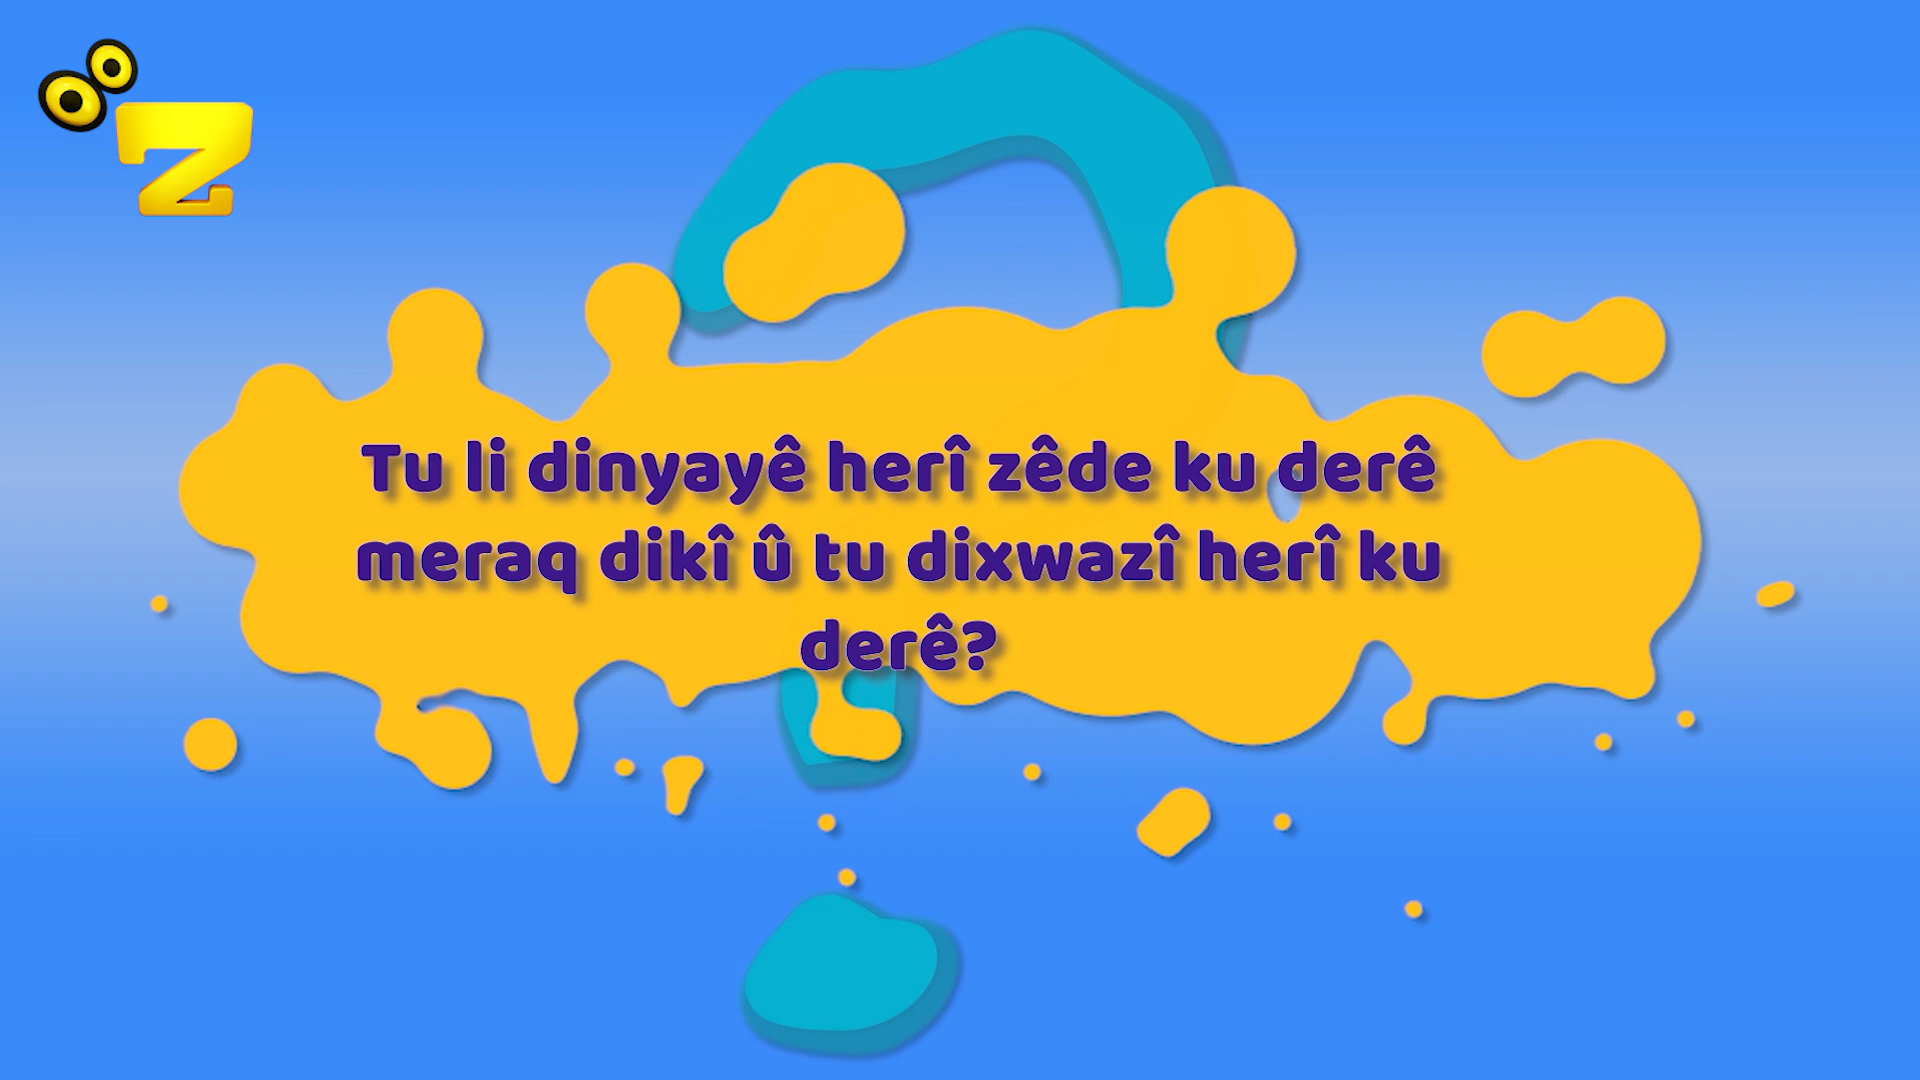 Z
Tu li dinyayê herî zêde ku derê
meraq dikî û tu dixwazî herî ku
derê?